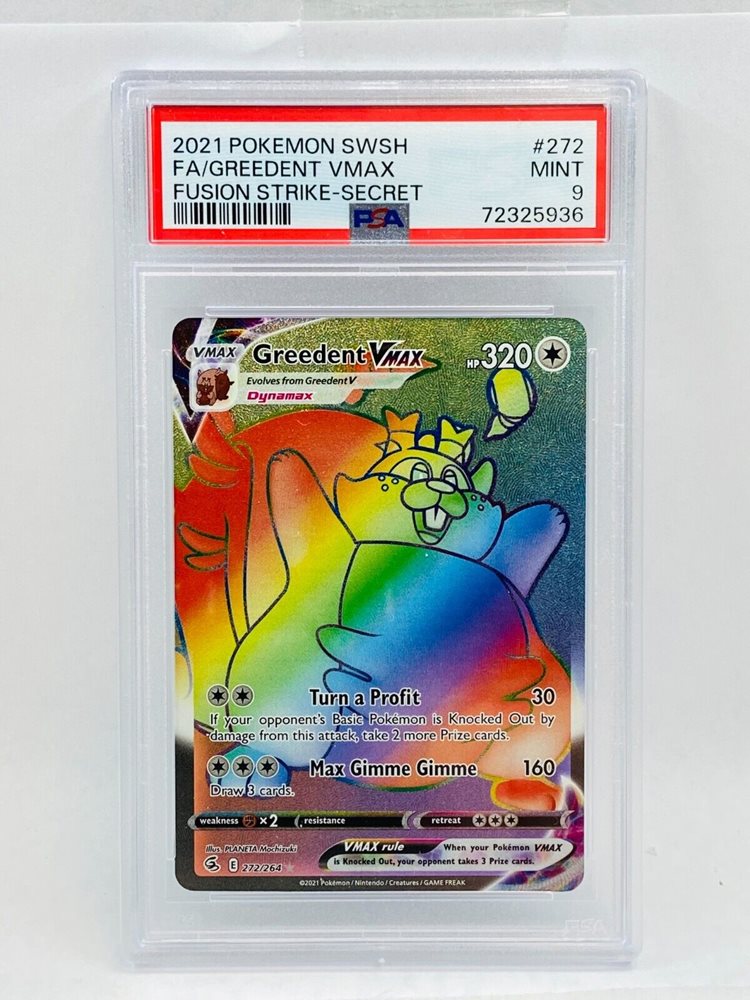 2021 POKEMON SWSH #272
FA/GREEDENT VMAX MINT
FUSION STRIKE-SECRET 9
PSA 72325936
VMAX Greedent VMAX HP 320
Evolves from Greedent V
Dynamax
Turn a Profit 30
If your opponent's Basic Pokémon is Knocked Out by
damage from this attack, take 2 more Prize cards.
Max Gimme Gimme 160
Draw 3 cards.
weakness ×2 resistance retreat
Illus. PLANETA Mochizuki
VMAX rule When your Pokémon VMAX
is Knocked Out, your opponent takes 3 Prize cards.
E 272/264
©2021 Pokémon / Nintendo / Creatures / GAME FREAK
PSA